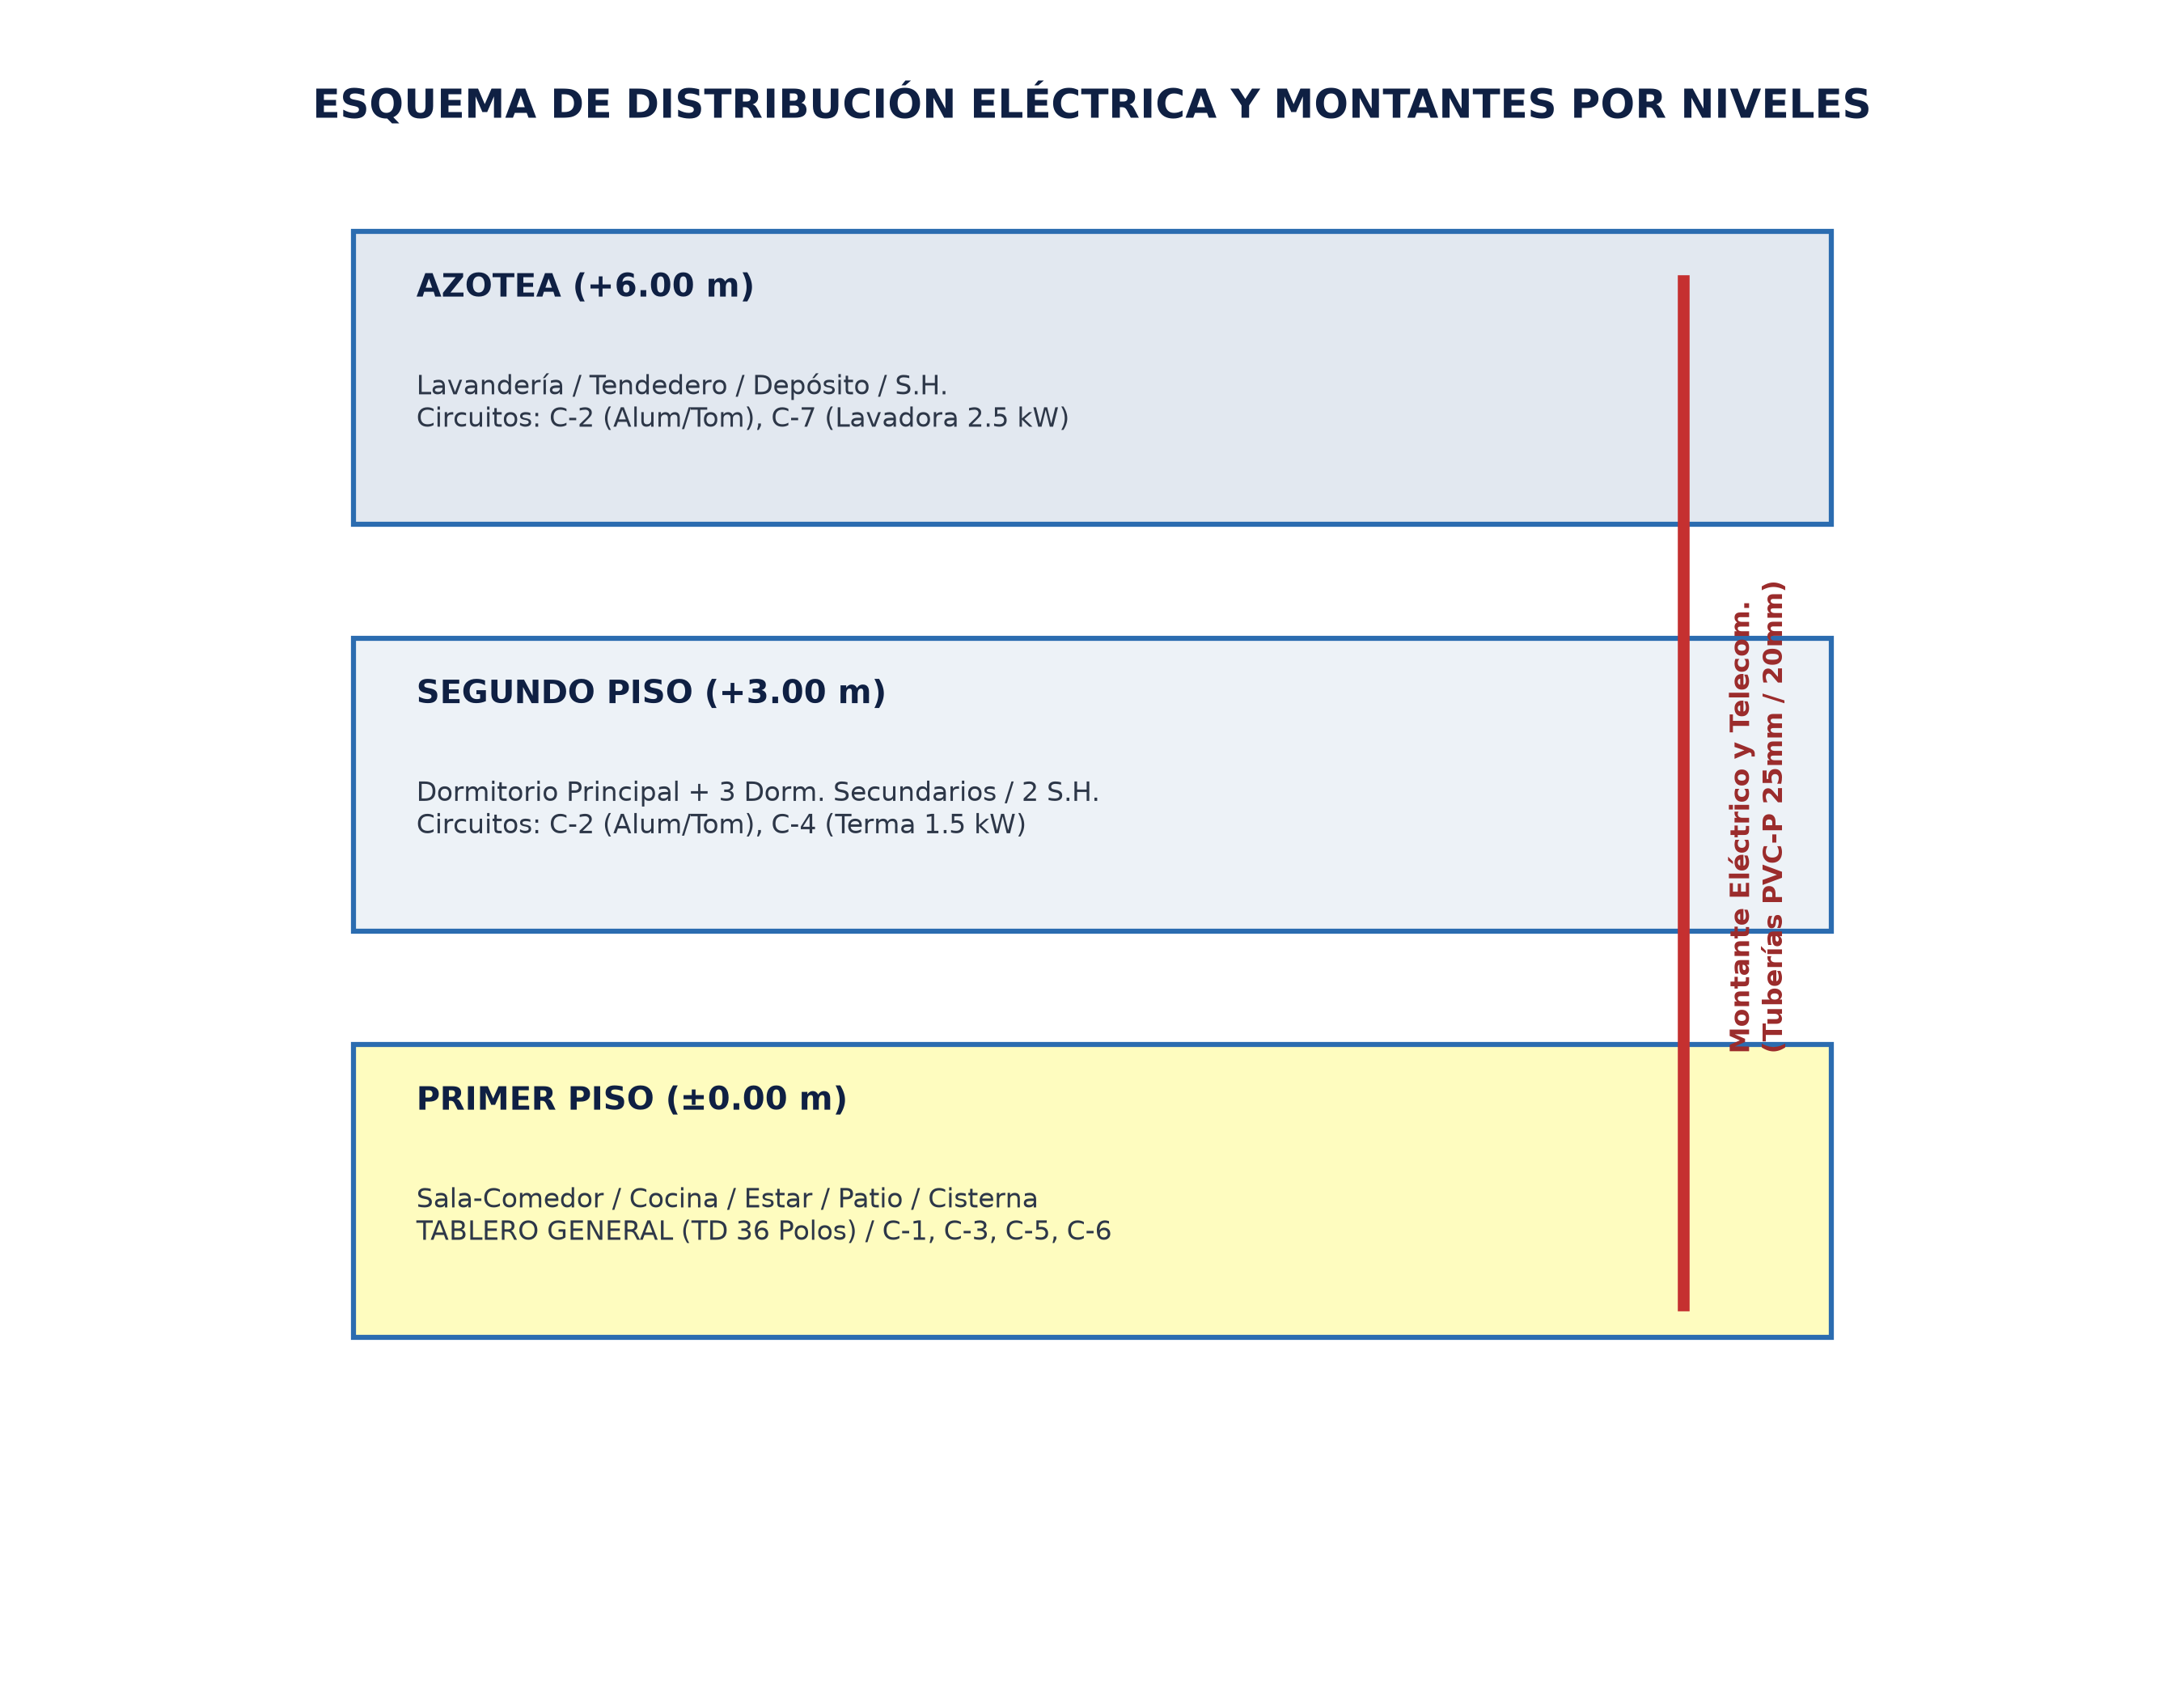 ESQUEMA DE DISTRIBUCIÓN ELÉCTRICA Y MONTANTES POR NIVELES
AZOTEA (+6.00 m)
Lavandería / Tendedero / Depósito / S.H.
Circuitos: C-2 (Alum/Tom), C-7 (Lavadora 2.5 kW)
SEGUNDO PISO (+3.00 m)
Dormitorio Principal + 3 Dorm. Secundarios / 2 S.H.
Circuitos: C-2 (Alum/Tom), C-4 (Terma 1.5 kW)
Montante Eléctrico y Telecom.
(Tuberías PVC-P 25mm / 20mm)
PRIMER PISO (±0.00 m)
Sala-Comedor / Cocina / Estar / Patio / Cisterna
TABLERO GENERAL (TD 36 Polos) / C-1, C-3, C-5, C-6